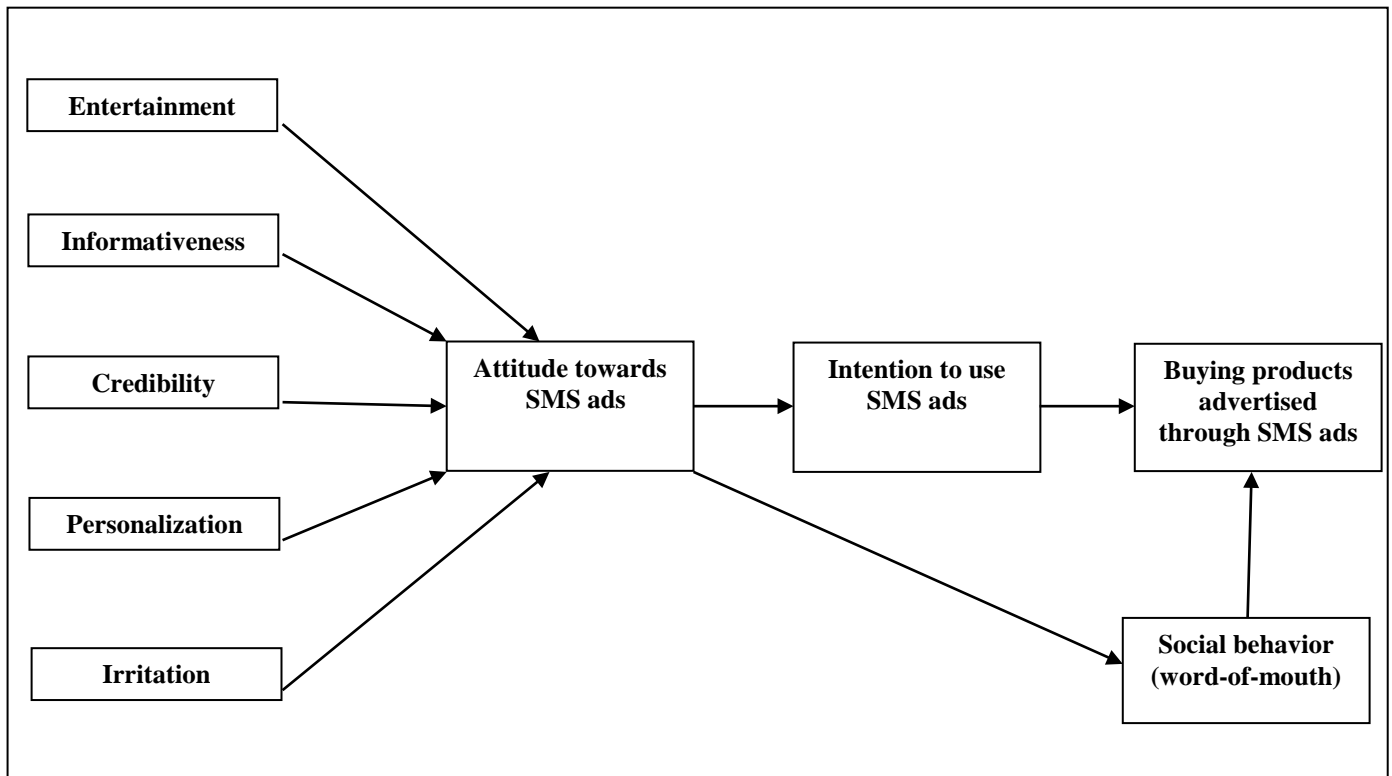 Entertainment
Informativeness
Credibility
Personalization
Irritation
Attitude towards
SMS ads
Intention to use
SMS ads
Buying products
advertised
through SMS ads
Social behavior
(word-of-mouth)